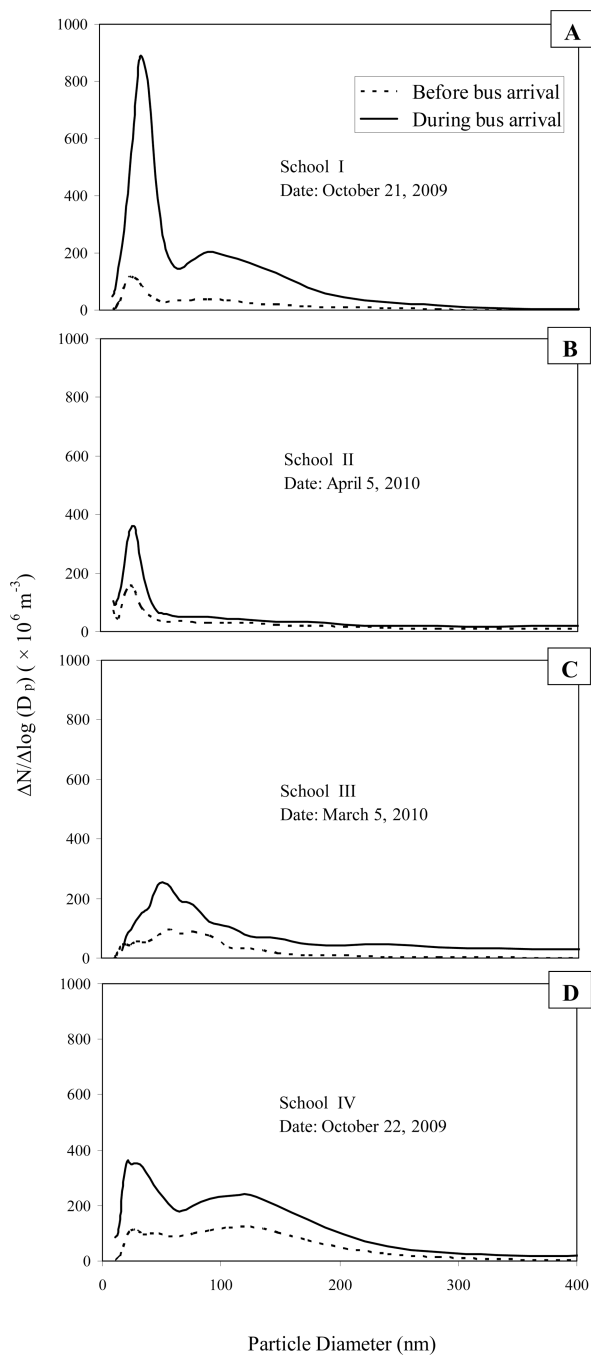 A
1000
800
600
400
200
0
Before bus arrival
During bus arrival
School I
Date: October 21, 2009
B
1000
800
600
400
200
0
School II
Date: April 5, 2010
ΔN/Δlog (D p) ( × 10⁶ m⁻³)
C
1000
800
600
400
200
0
School III
Date: March 5, 2010
D
1000
800
600
400
200
0
School IV
Date: October 22, 2009
0 100 200 300 400
Particle Diameter (nm)